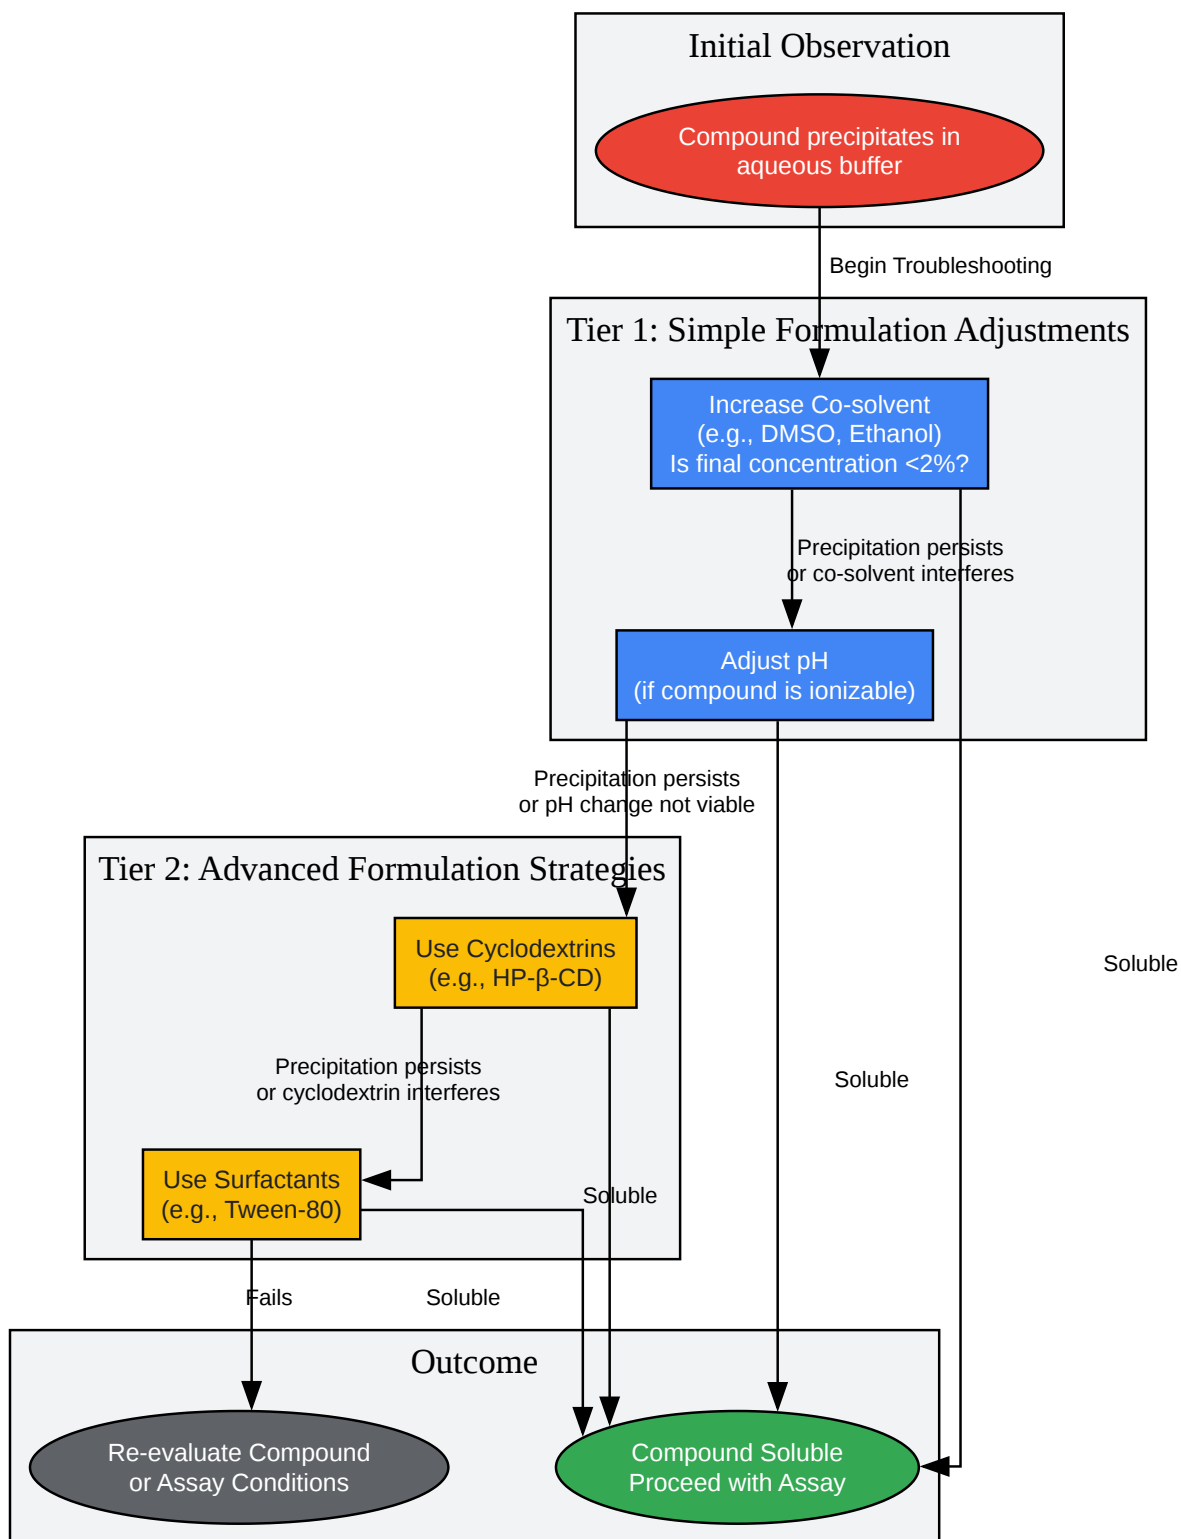 Initial Observation
Compound precipitates in
aqueous buffer
Begin Troubleshooting
Tier 1: Simple Formulation Adjustments
Increase Co-solvent
(e.g., DMSO, Ethanol)
Is final concentration <2%?
Precipitation persists
or co-solvent interferes
Adjust pH
(if compound is ionizable)
Precipitation persists
or pH change not viable
Tier 2: Advanced Formulation Strategies
Use Cyclodextrins
(e.g., HP-β-CD)
Soluble
Precipitation persists
or cyclodextrin interferes
Soluble
Use Surfactants
(e.g., Tween-80)
Soluble
Fails
Soluble
Outcome
Re-evaluate Compound
or Assay Conditions
Compound Soluble
Proceed with Assay